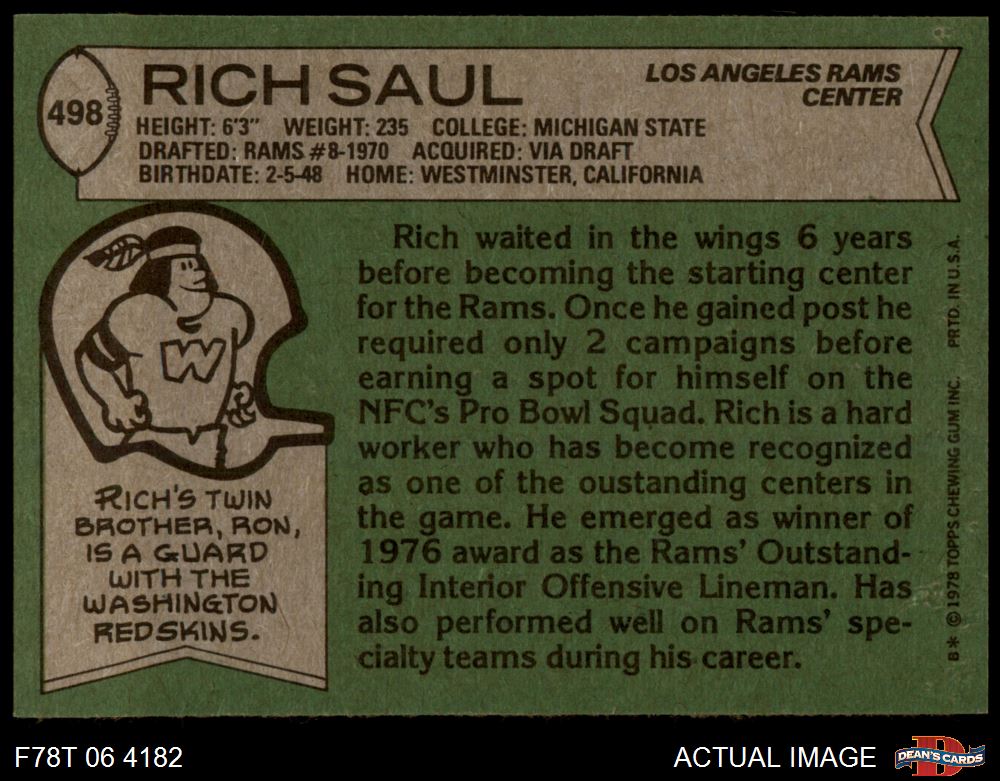 498
RICH SAUL
LOS ANGELES RAMS
CENTER
HEIGHT: 6'3" WEIGHT: 235 COLLEGE: MICHIGAN STATE
DRAFTED: RAMS #8-1970 ACQUIRED: VIA DRAFT
BIRTHDATE: 2-5-48 HOME: WESTMINSTER, CALIFORNIA
W
RICH'S TWIN
BROTHER, RON,
IS A GUARD
WITH THE
WASHINGTON
REDSKINS.
Rich waited in the wings 6 years
before becoming the starting center
for the Rams. Once he gained post he
required only 2 campaigns before
earning a spot for himself on the
NFC's Pro Bowl Squad. Rich is a hard
worker who has become recognized
as one of the oustanding centers in
the game. He emerged as winner of
1976 award as the Rams' Outstand-
ing Interior Offensive Lineman. Has
also performed well on Rams' spe-
cialty teams during his career.
B* © 1978 TOPPS CHEWING GUM INC. PRTD. IN U.S.A.
F78T 06 4182
ACTUAL IMAGE
D
DEAN'S CARDS